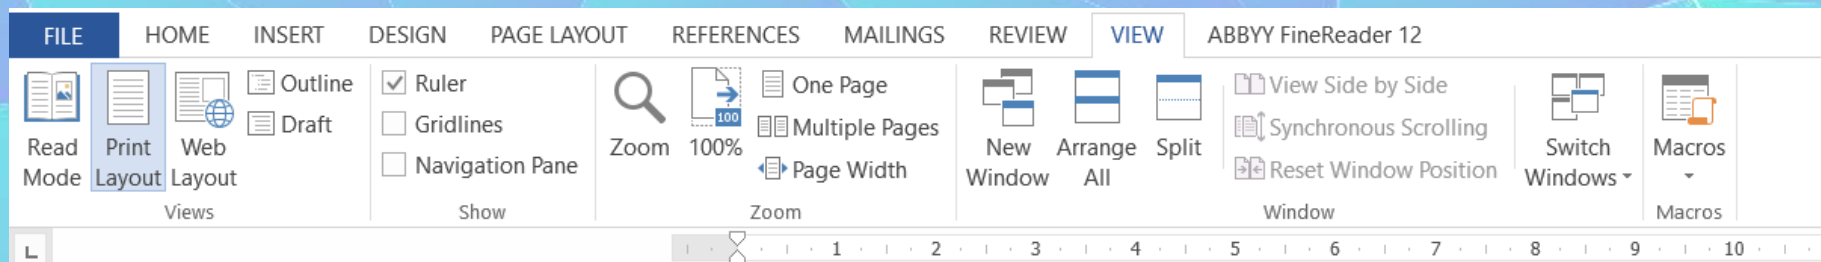 FILE HOME INSERT DESIGN PAGE LAYOUT REFERENCES MAILINGS REVIEW VIEW ABBYY FineReader 12
Read Mode
Print Layout
Web Layout
Outline
Draft
Views
Ruler
Gridlines
Navigation Pane
Show
Zoom
100
100%
One Page
Multiple Pages
Page Width
Zoom
New Window
Arrange All
Split
View Side by Side
Synchronous Scrolling
Reset Window Position
Switch Windows
Window
Macros
Macros
L
1 2 3 4 5 6 7 8 9 10